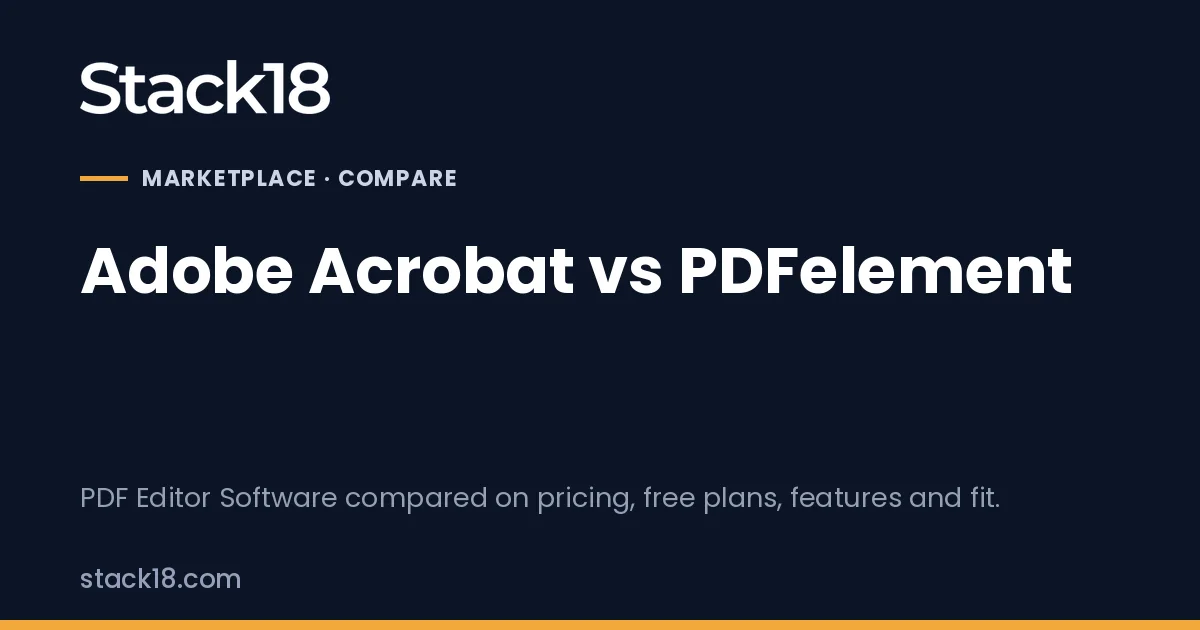 Stack18
MARKETPLACE · COMPARE
Adobe Acrobat vs PDFelement
PDF Editor Software compared on pricing, free plans, features and fit.
stack18.com